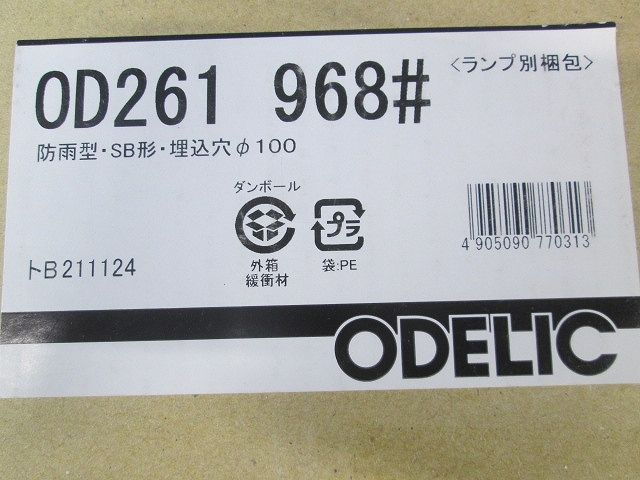 OD261 968#
〈ランプ別梱包〉
防雨型・SB形・埋込穴φ100
ダンボール
プラ
外箱
緩衝材
袋:PE
4 905090 770313
トB211124
ODELIC